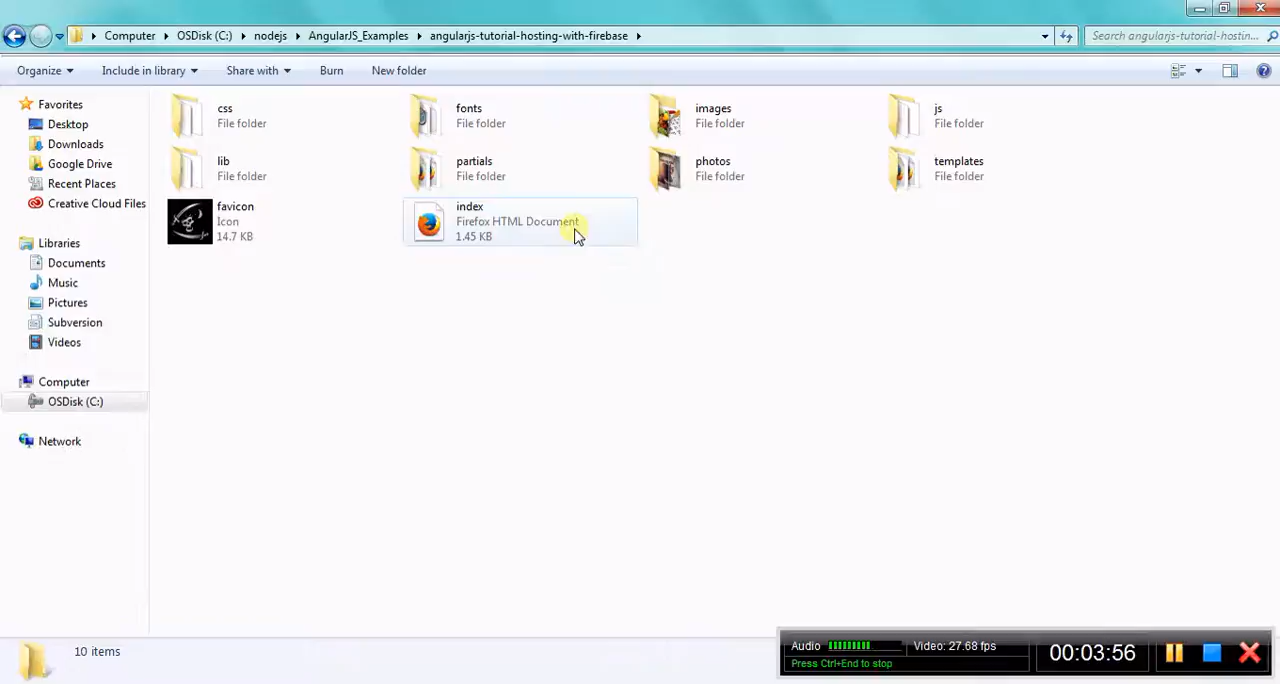 Computer OSDisk (C:) nodejs AngularJS_Examples angularjs-tutorial-hosting-with-firebase Search angularjs-tutorial-hosting-...
Organize Include in library Share with Burn New folder
Favorites
Desktop
Downloads
Google Drive
Recent Places
Creative Cloud Files
Libraries
Documents
Music
Pictures
Subversion
Videos
Computer
OSDisk (C:)
Network
css
File folder
fonts
File folder
images
File folder
js
File folder
lib
File folder
partials
File folder
photos
File folder
templates
File folder
favicon
Icon
14.7 KB
index
Firefox HTML Document
1.45 KB
10 items
Audio Video: 27.68 fps
Press Ctrl+End to stop
00:03:56